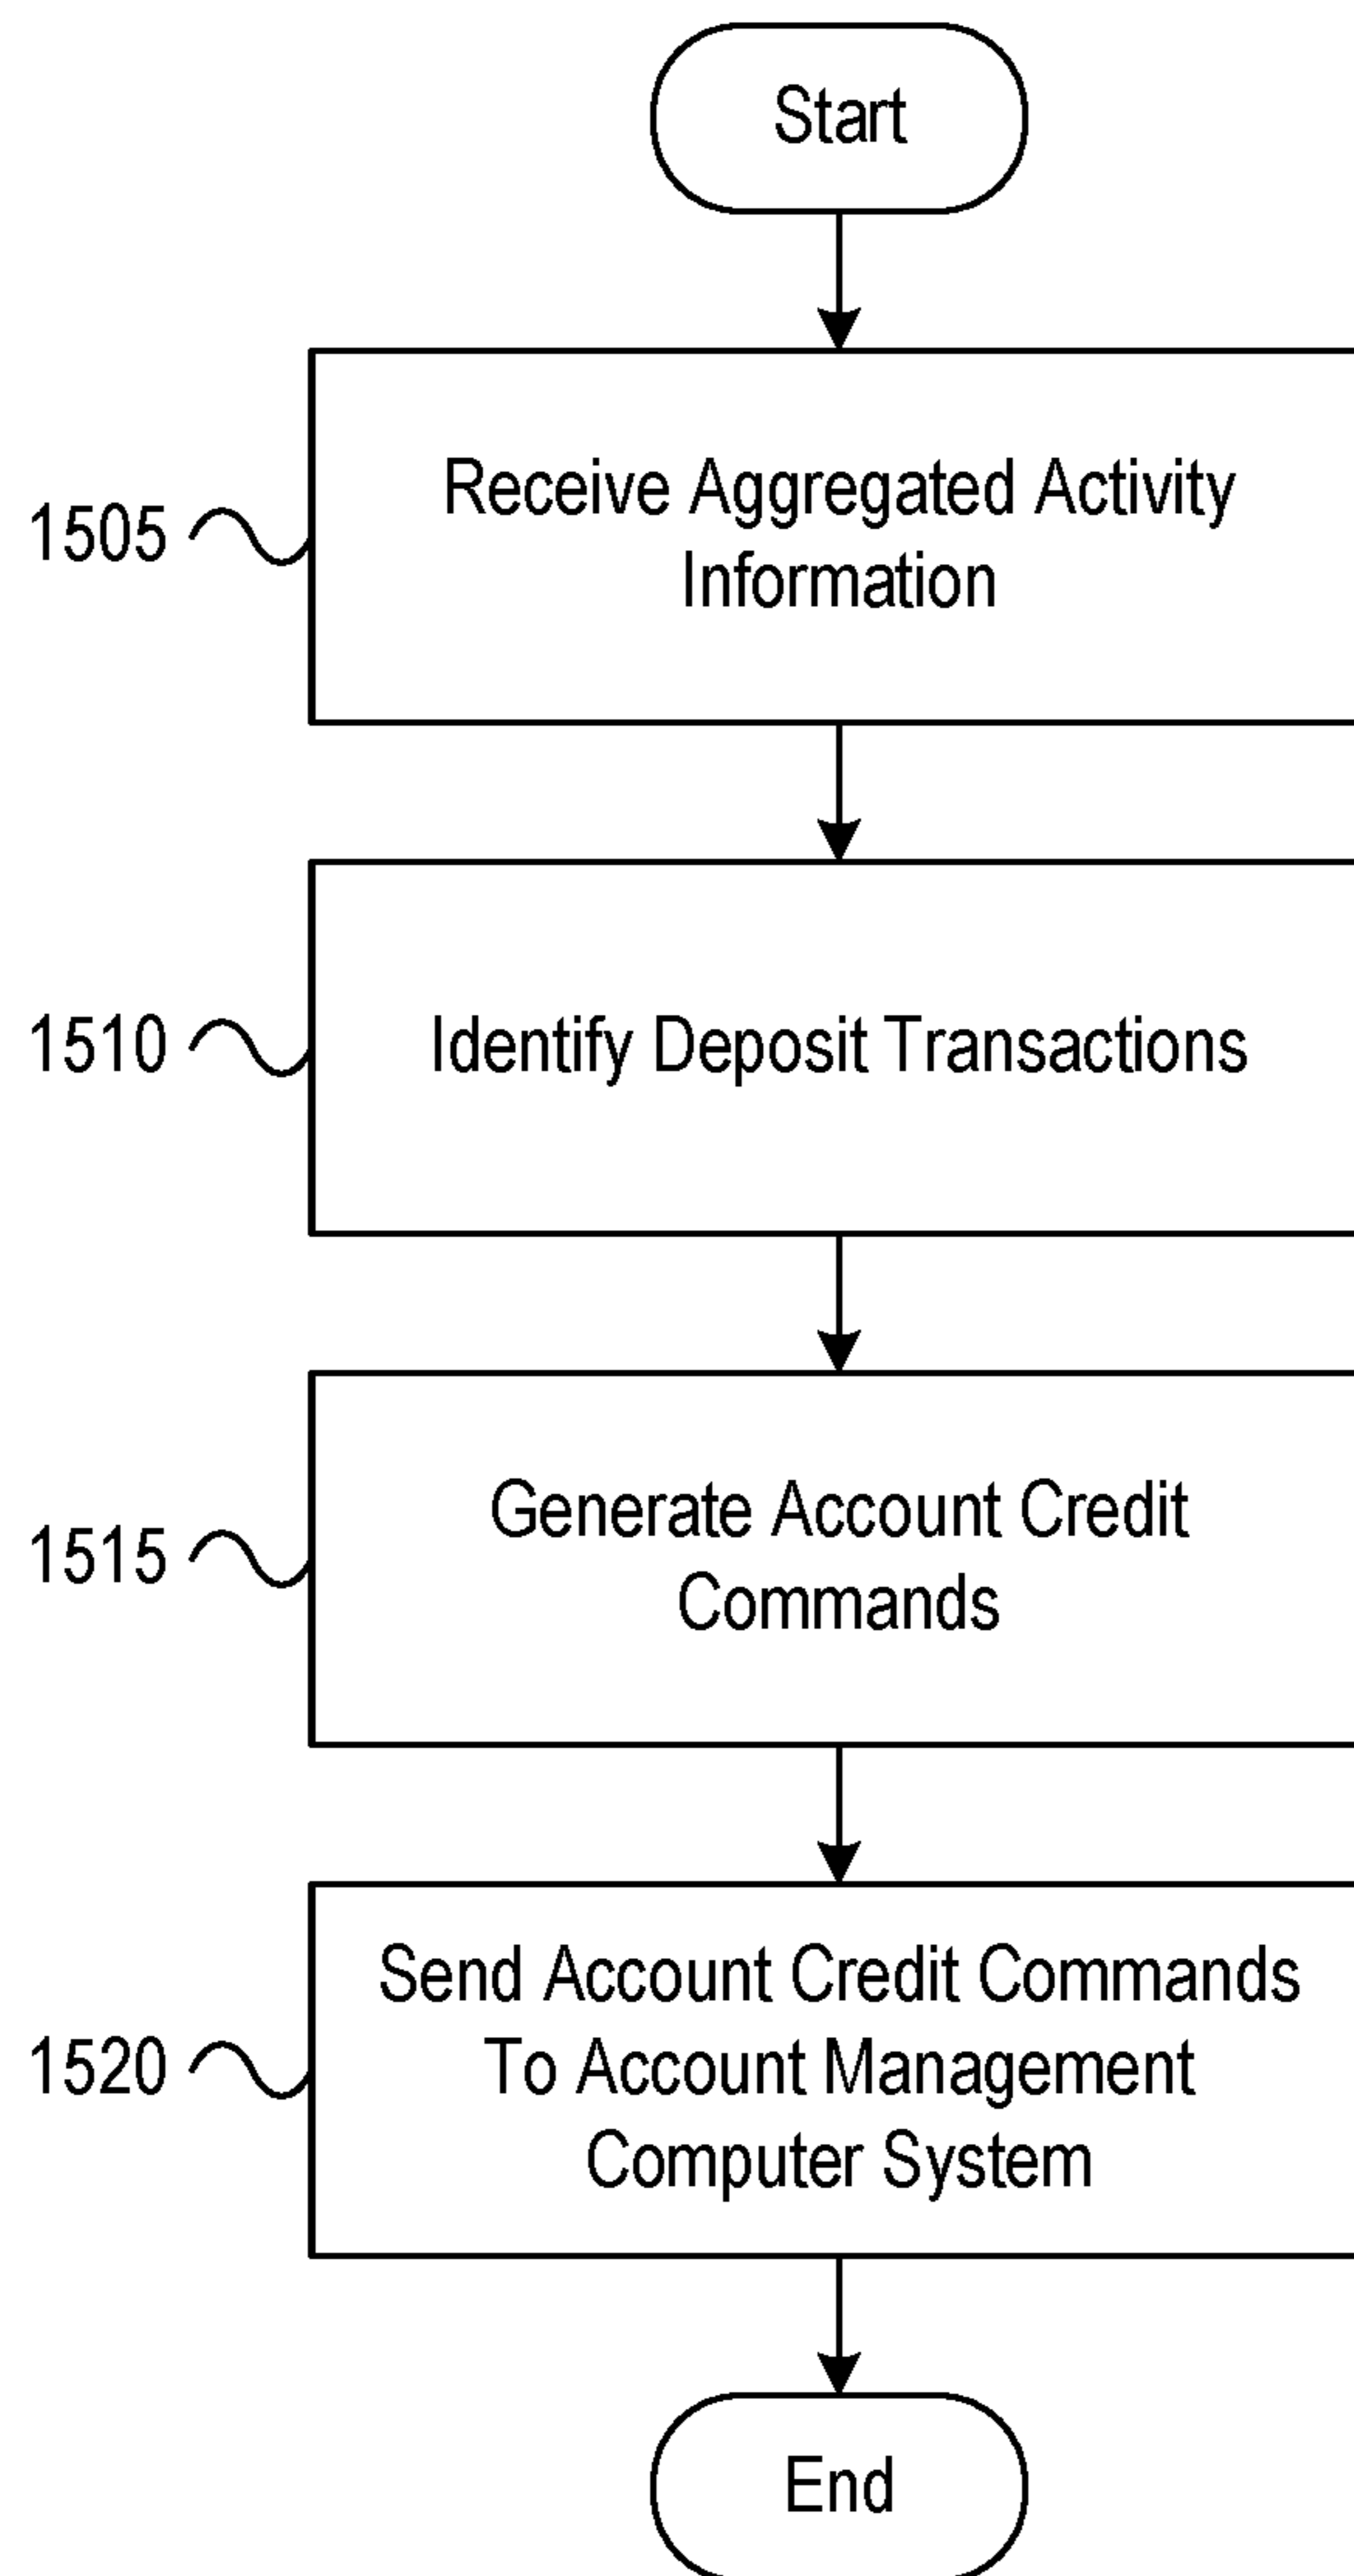 Start
1505
Receive Aggregated Activity
Information
1510
Identify Deposit Transactions
1515
Generate Account Credit
Commands
1520
Send Account Credit Commands
To Account Management
Computer System
End